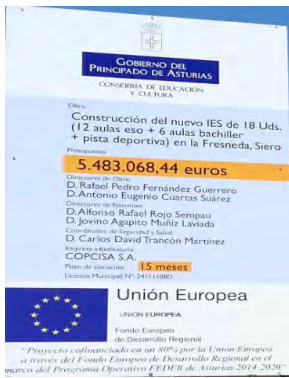 GOBIERNO DEL
PRINCIPADO DE ASTURIAS
CONSEJERÍA DE EDUCACIÓN
Y CULTURA
Obra:
Construcción del nuevo IES de 18 Uds.
(12 aulas eso + 6 aulas bachiller
+ pista deportiva) en la Fresneda, Siero
Presupuesto:
5.483.068,44 euros
Directores de Obra:
D. Rafael Pedro Fernández Guerrero
D. Antonio Eugenio Cuartas Suárez
Directores de Ejecución:
D. Alfonso Rafael Rojo Sempau
D. Jovino Agapito Muñiz Laviada
Coordinador de Seguridad y Salud:
D. Carlos David Trancón Martínez
Empresa adjudicataria:
COPCISA S.A.
Plazo de ejecución: 15 meses
Licencia Municipal Nº:
Unión Europea
UNIÓN EUROPEA
Fondo Europeo
de Desarrollo Regional
"Proyecto cofinanciado en un 80% por la Unión Europea
a través del Fondo Europeo de Desarrollo Regional en el
marco del Programa Operativo FEDER de Asturias 2014-2020"